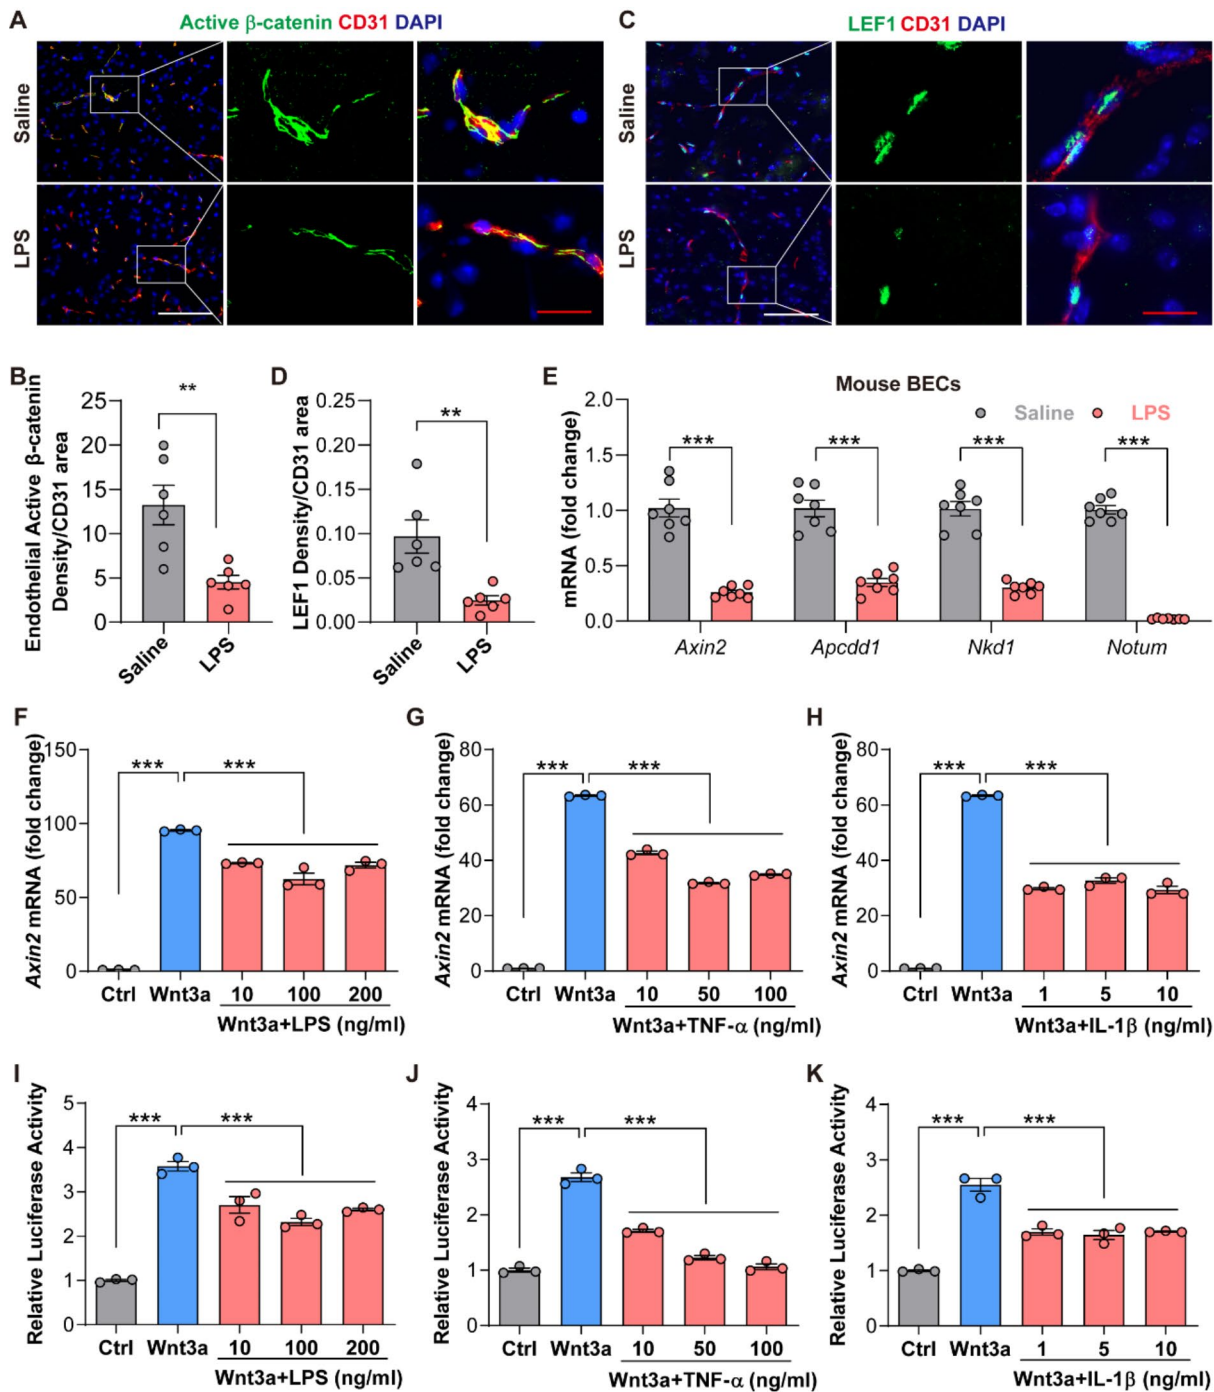 A
Active β-catenin CD31 DAPI
Saline
LPS
C
LEF1 CD31 DAPI
Saline
LPS
B
Endothelial Active β-catenin
Density/CD31 area
25
20
15
10
5
0
**
Saline
LPS
D
LEF1 Density/CD31 area
0.25
0.20
0.15
0.10
0.05
0.00
**
Saline
LPS
E
Mouse BECs
Saline
LPS
mRNA (fold change)
2.0
1.5
1.0
0.5
0.0
*** *** *** ***
Axin2 Apcdd1 Nkd1 Notum
F
Axin2 mRNA (fold change)
150
100
50
0
*** ***
Ctrl Wnt3a 10 100 200
Wnt3a+LPS (ng/ml)
G
Axin2 mRNA (fold change)
80
60
40
20
0
*** ***
Ctrl Wnt3a 10 50 100
Wnt3a+TNF-α (ng/ml)
H
Axin2 mRNA (fold change)
80
60
40
20
0
*** ***
Ctrl Wnt3a 1 5 10
Wnt3a+IL-1β (ng/ml)
I
Relative Luciferase Activity
5
4
3
2
1
0
*** ***
Ctrl Wnt3a 10 100 200
Wnt3a+LPS (ng/ml)
J
Relative Luciferase Activity
4
3
2
1
0
*** ***
Ctrl Wnt3a 10 50 100
Wnt3a+TNF-α (ng/ml)
K
Relative Luciferase Activity
4
3
2
1
0
*** ***
Ctrl Wnt3a 1 5 10
Wnt3a+IL-1β (ng/ml)